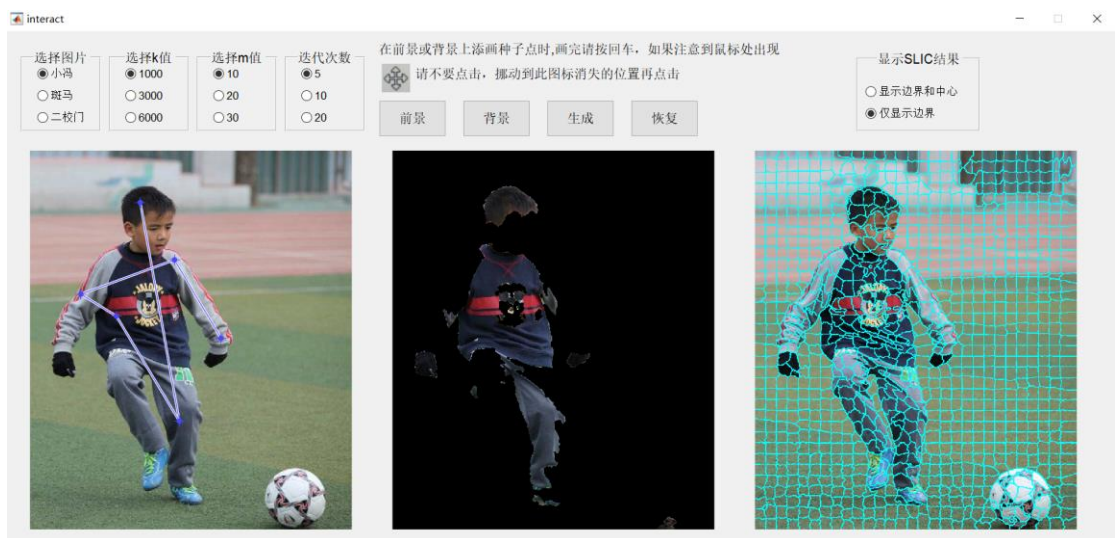 interact
选择图片
小冯
斑马
二校门
选择k值
1000
3000
6000
选择m值
10
20
30
迭代次数
5
10
20
在前景或背景上添画种子点时,画完请按回车，如果注意到鼠标处出现
请不要点击，挪动到此图标消失的位置再点击
前景
背景
生成
恢复
显示SLIC结果
显示边界和中心
仅显示边界